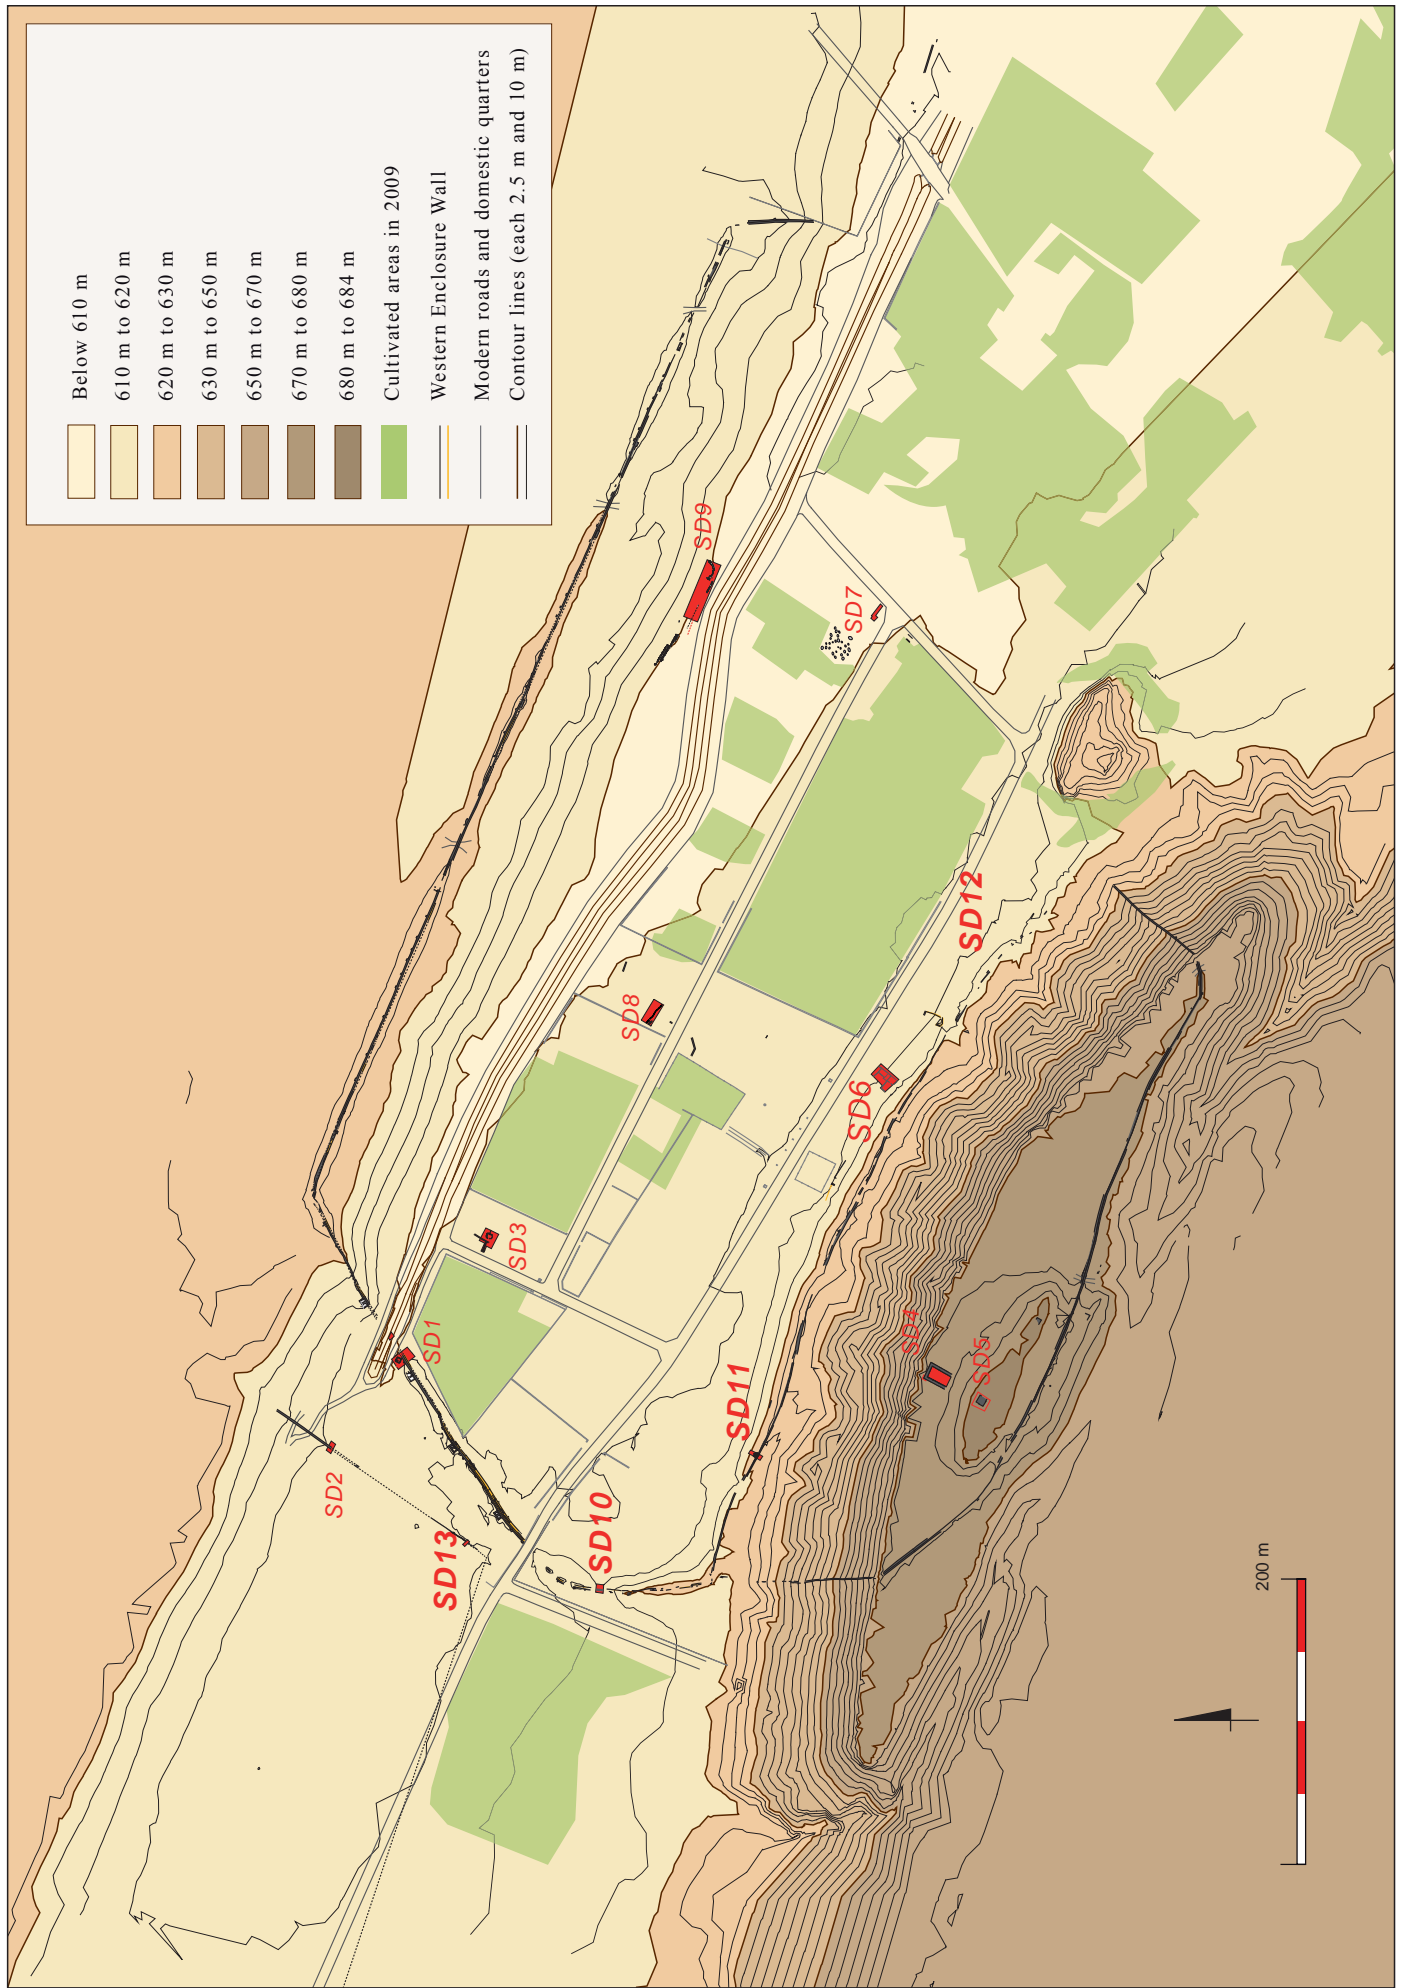 Below 610 m
610 m to 620 m
620 m to 630 m
630 m to 650 m
650 m to 670 m
670 m to 680 m
680 m to 684 m
Cultivated areas in 2009
Western Enclosure Wall
Modern roads and domestic quarters
Contour lines (each 2.5 m and 10 m)
SD2
SD13
SD1
SD3
SD10
SD11
SD8
SD9
SD7
SD6
SD12
SD4
SD5
200 m